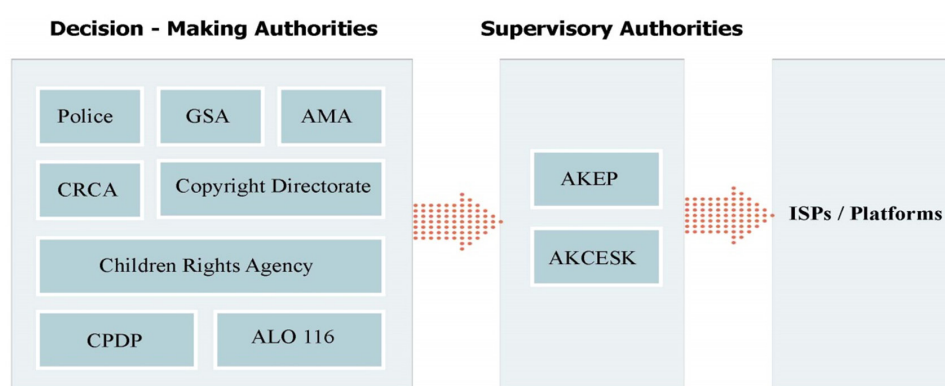 Decision - Making Authorities
Supervisory Authorities
Police
GSA
AMA
CRCA
Copyright Directorate
Children Rights Agency
CPDP
ALO 116
AKEP
AKCESK
ISPs / Platforms